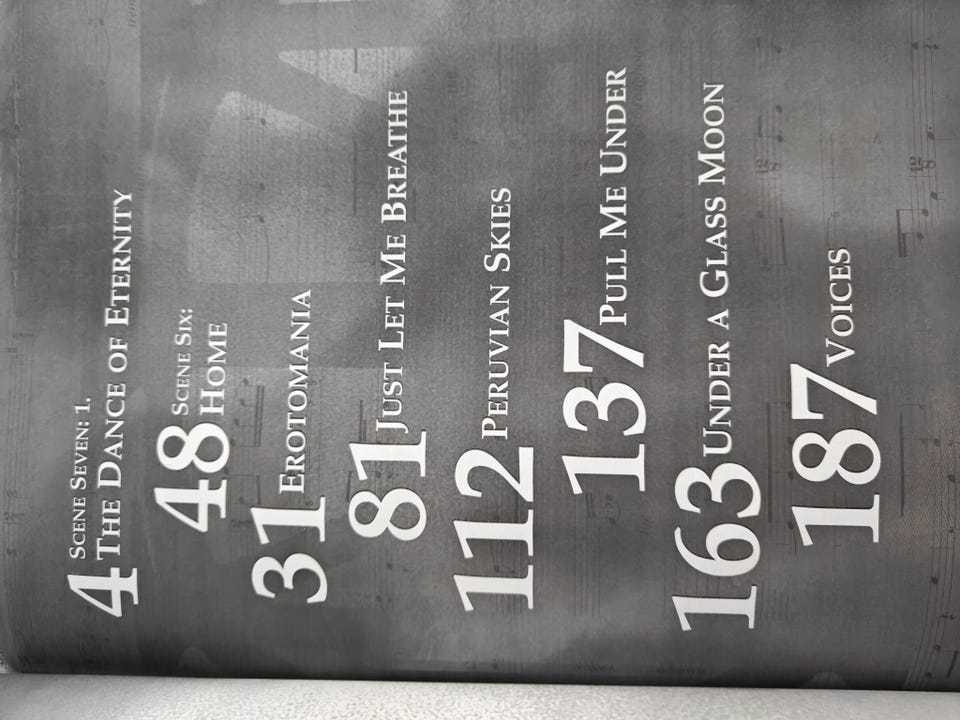 4 SCENE SEVEN: 1.
THE DANCE OF ETERNITY
48 SCENE SIX:
HOME
31 EROTOMANIA
81 JUST LET ME BREATHE
112 PERUVIAN SKIES
137 PULL ME UNDER
163 UNDER A GLASS MOON
187 VOICES